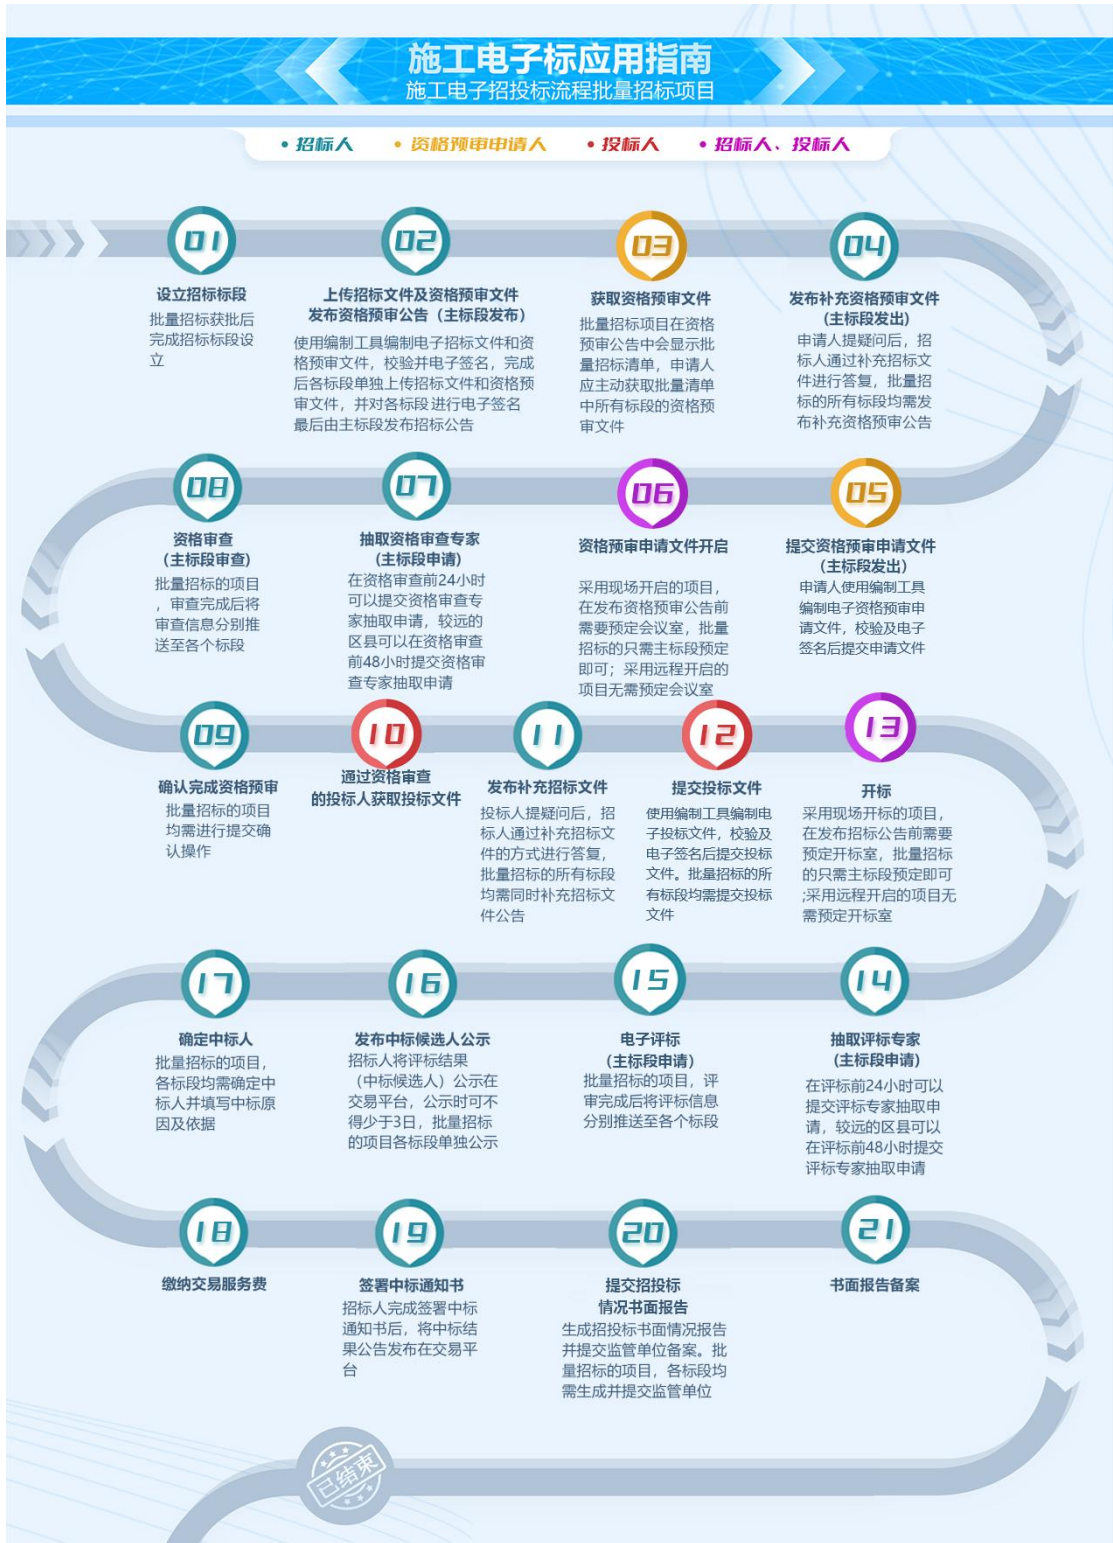 施工电子标应用指南
施工电子招投标流程批量招标项目
• 招标人 • 资格预审申请人 • 投标人 • 招标人、投标人
01
设立招标标段
批量招标获批后
完成招标标段设
立
02
上传招标文件及资格预审文件
发布资格预审公告（主标段发布）
使用编制工具编制电子招标文件和资
格预审文件，校验并电子签名，完成
后各标段单独上传招标文件和资格预
审文件，并对各标段进行电子签名
最后由主标段发布招标公告
03
获取资格预审文件
批量招标项目在资格
预审公告中会显示批
量招标清单，申请人
应主动获取批量清单
中所有标段的资格预
审文件
04
发布补充资格预审文件
（主标段发出）
申请人提疑问后，招
标人通过补充招标文
件进行答复，批量招
标的所有标段均需发
布补充资格预审公告
05
提交资格预审申请文件
（主标段发出）
申请人使用编制工具
编制电子资格预审申
请文件，校验及电子
签名后提交申请文件
06
资格预审申请文件开启
采用现场开启的项目，
在发布资格预审公告前
需要预定会议室，批量
招标的只需主标段预定
即可；采用远程开启的
项目无需预定会议室
07
抽取资格审查专家
（主标段申请）
在资格审查前24小时
可以提交资格审查专
家抽取申请，较远的
区县可以在资格审查
前48小时提交资格审
查专家抽取申请
08
资格审查
（主标段审查）
批量招标的项目
，审查完成后将
审查信息分别推
送至各个标段
09
确认完成资格预审
批量招标的项目
均需进行提交确
认操作
10
通过资格审查
的投标人获取投标文件
11
发布补充招标文件
投标人提疑问后，招
标人通过补充招标文
件的方式进行答复，
批量招标的所有标段
均需同时补充招标文
件公告
12
提交投标文件
使用编制工具编制电
子投标文件，校验及
电子签名后提交投标
文件。批量招标的所
有标段均需提交投标
文件
13
开标
采用现场开标的项目，
在发布招标公告前需要
预定开标室，批量招标
的只需主标段预定即可
;采用远程开启的项目无
需预定开标室
14
抽取评标专家
（主标段申请）
在评标前24小时可以
提交评标专家抽取申
请，较远的区县可以
在评标前48小时提交
评标专家抽取申请
15
电子评标
（主标段申请）
批量招标的项目，评
审完成后将评标信息
分别推送至各个标段
16
发布中标候选人公示
招标人将评标结果
（中标候选人）公示在
交易平台，公示时可不
得少于3日，批量招标
的项目各标段单独公示
17
确定中标人
批量招标的项目，
各标段均需确定中
标人并填写中标原
因及依据
18
缴纳交易服务费
19
签署中标通知书
招标人完成签署中标
通知书后，将中标结
果公告发布在交易平
台
20
提交招投标
情况书面报告
生成招投标书面情况报告
并提交监管单位备案。批
量招标的项目，各标段均
需生成并提交监管单位
21
书面报告备案
已结束